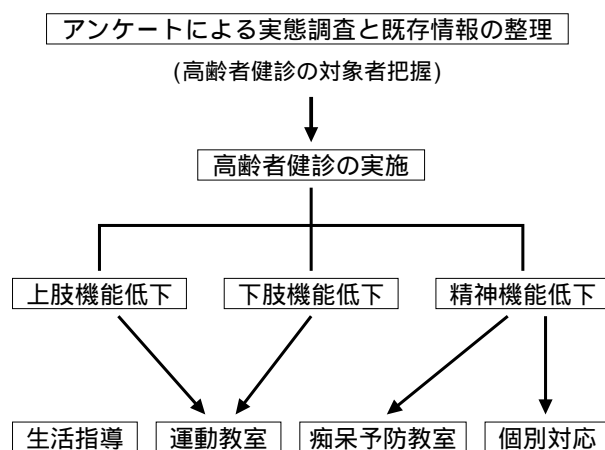 アンケートによる実態調査と既存情報の整理
(高齢者健診の対象者把握)
高齢者健診の実施
上肢機能低下
下肢機能低下
精神機能低下
生活指導
運動教室
痴呆予防教室
個別対応